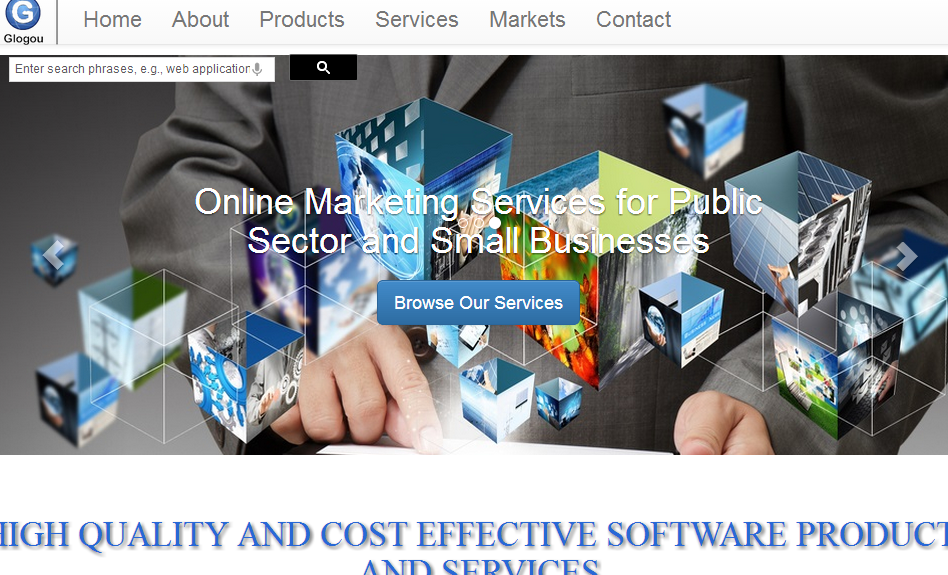 Glogou
Home About Products Services Markets Contact
Enter search phrases, e.g., web application
Online Marketing Services for Public
Sector and Small Businesses
Browse Our Services
HIGH QUALITY AND COST EFFECTIVE SOFTWARE PRODUCT
AND SERVICES